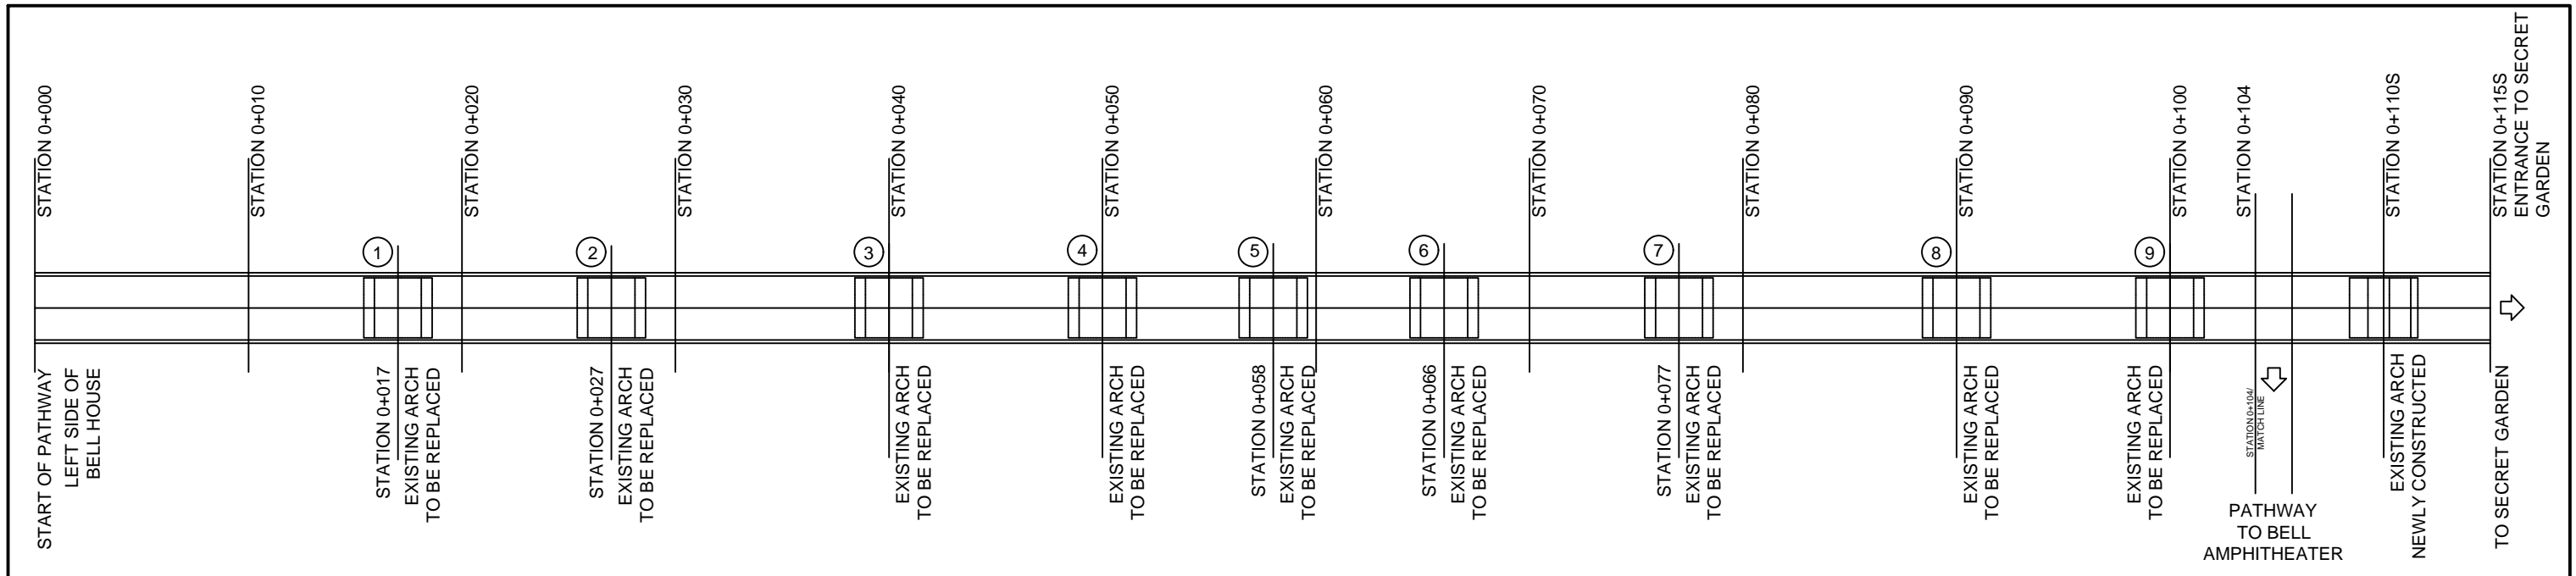 STATION 0+000
STATION 0+010
STATION 0+020
STATION 0+030
STATION 0+040
STATION 0+050
STATION 0+060
STATION 0+070
STATION 0+080
STATION 0+090
STATION 0+100
STATION 0+104
STATION 0+110S
STATION 0+115S
ENTRANCE TO SECRET
GARDEN
1
2
3
4
5
6
7
8
9
START OF PATHWAY
LEFT SIDE OF
BELL HOUSE
STATION 0+017
EXISTING ARCH
TO BE REPLACED
STATION 0+027
EXISTING ARCH
TO BE REPLACED
EXISTING ARCH
TO BE REPLACED
EXISTING ARCH
TO BE REPLACED
STATION 0+058
EXISTING ARCH
TO BE REPLACED
STATION 0+066
EXISTING ARCH
TO BE REPLACED
STATION 0+077
EXISTING ARCH
TO BE REPLACED
EXISTING ARCH
TO BE REPLACED
EXISTING ARCH
TO BE REPLACED
STATION 0+104/
MATCH LINE
PATHWAY
TO BELL
AMPHITHEATER
EXISTING ARCH
NEWLY CONSTRUCTED
TO SECRET GARDEN